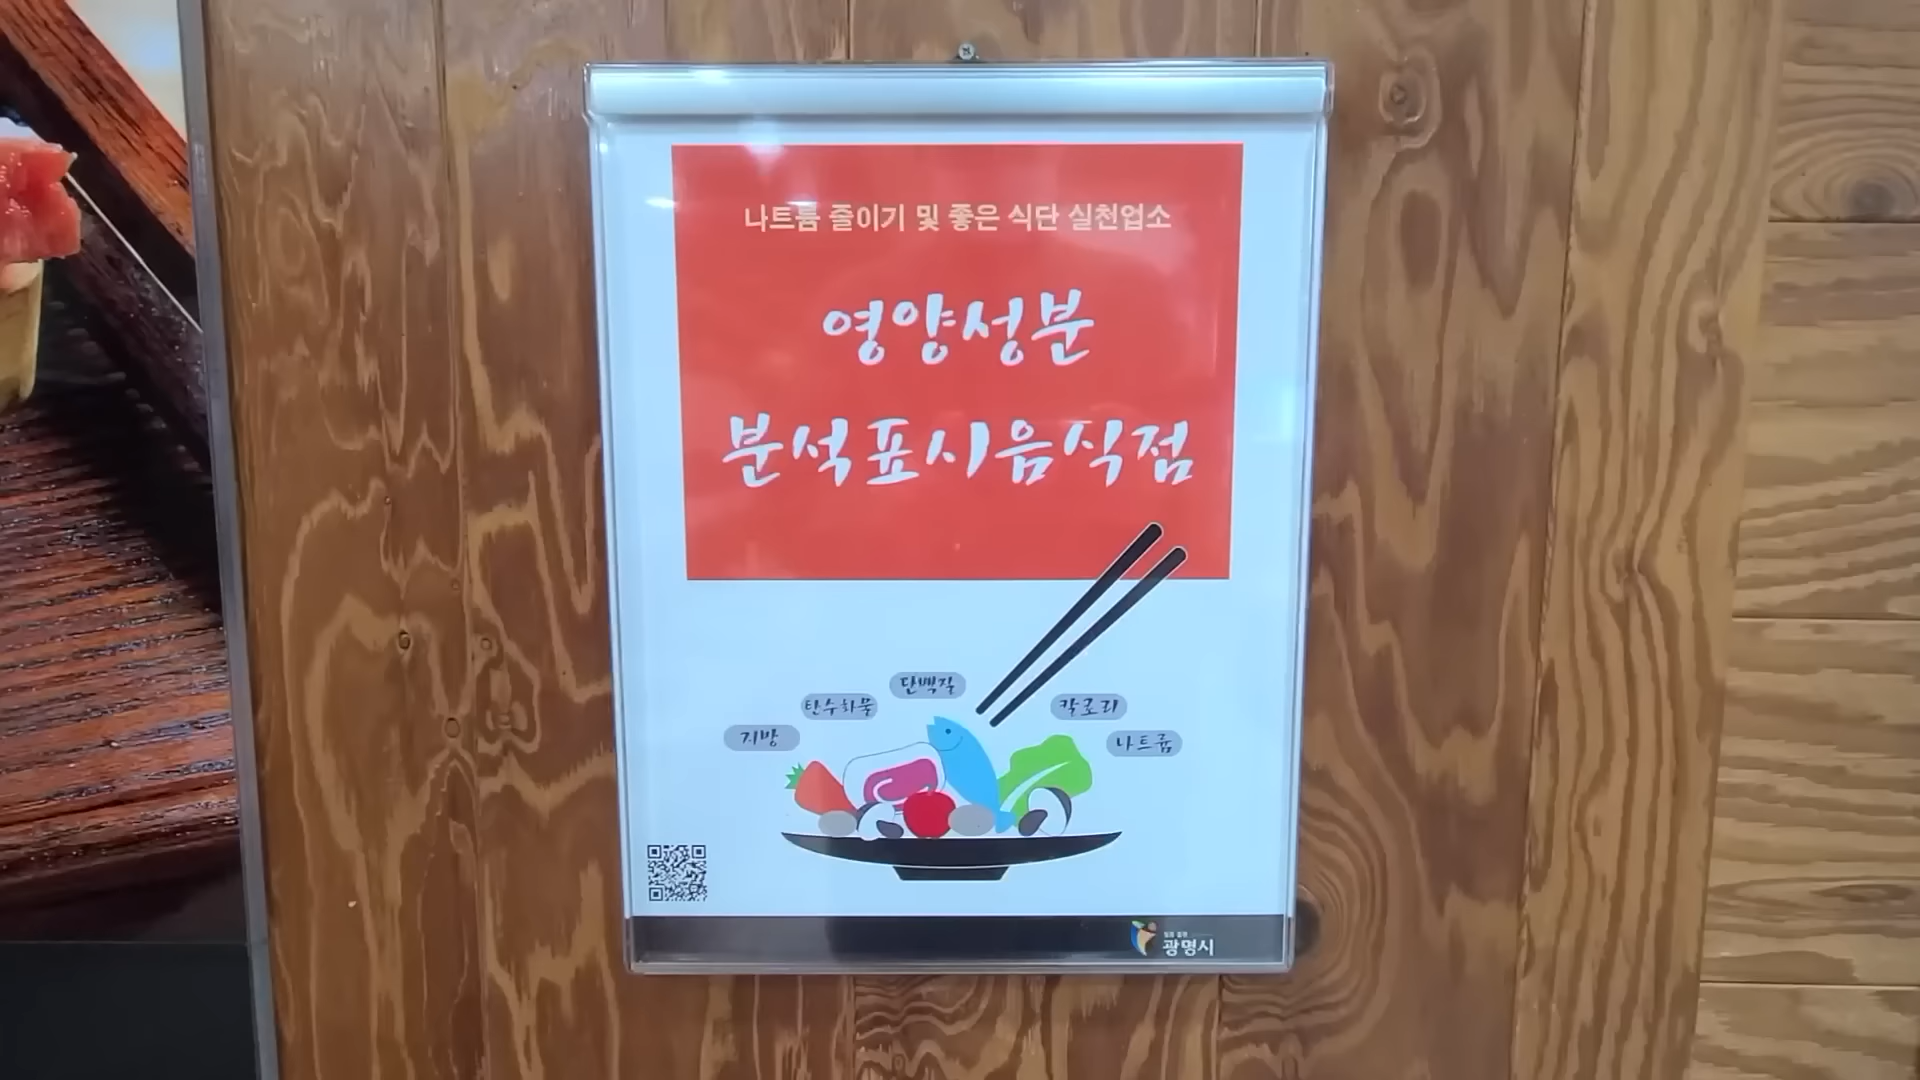 나트륨 줄이기 및 좋은 식단 실천업소
영양성분
분석표시음식점
단백질
탄수화물
칼로리
지방
나트륨
광명시